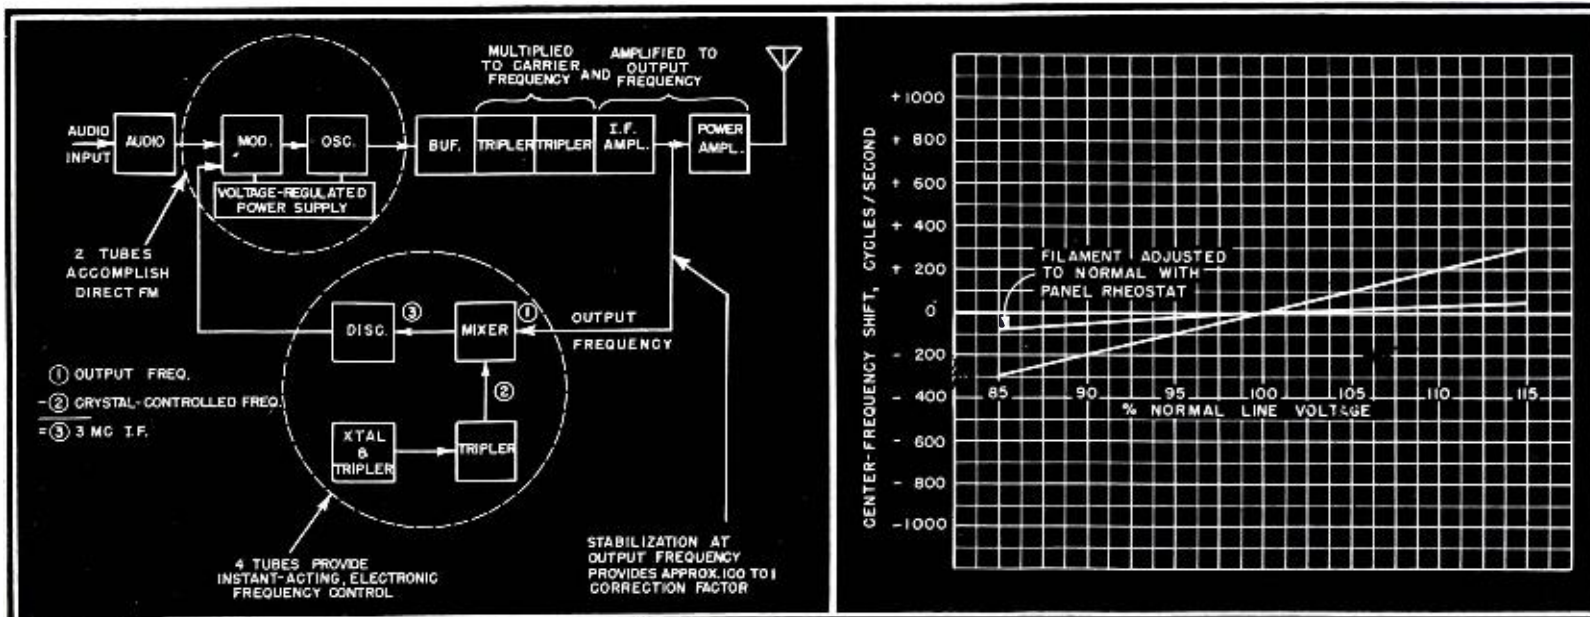 MULTIPLIED
TO CARRIER
FREQUENCY
AND
AMPLIFIED TO
OUTPUT
FREQUENCY
AUDIO
INPUT
AUDIO
MOD.
OSC.
BUF.
TRIPLER
TRIPLER
I.F.
AMPL.
POWER
AMPL.
VOLTAGE-REGULATED
POWER SUPPLY
2 TUBES
ACCOMPLISH
DIRECT FM
DISC.
③
MIXER
①
OUTPUT
FREQUENCY
②
① OUTPUT FREQ.
-② CRYSTAL-CONTROLLED FREQ.
=③ 3 MC I.F.
XTAL
&
TRIPLER
TRIPLER
4 TUBES PROVIDE
INSTANT-ACTING, ELECTRONIC
FREQUENCY CONTROL
STABILIZATION AT
OUTPUT FREQUENCY
PROVIDES APPROX. 100 TO 1
CORRECTION FACTOR
CENTER-FREQUENCY SHIFT, CYCLES/SECOND
+ 1000
+ 800
+ 600
+ 400
+ 200
0
- 200
- 400
- 600
- 800
- 1000
FILAMENT ADJUSTED
TO NORMAL WITH
PANEL RHEOSTAT
85 90 95 100 105 110 115
% NORMAL LINE VOLTAGE